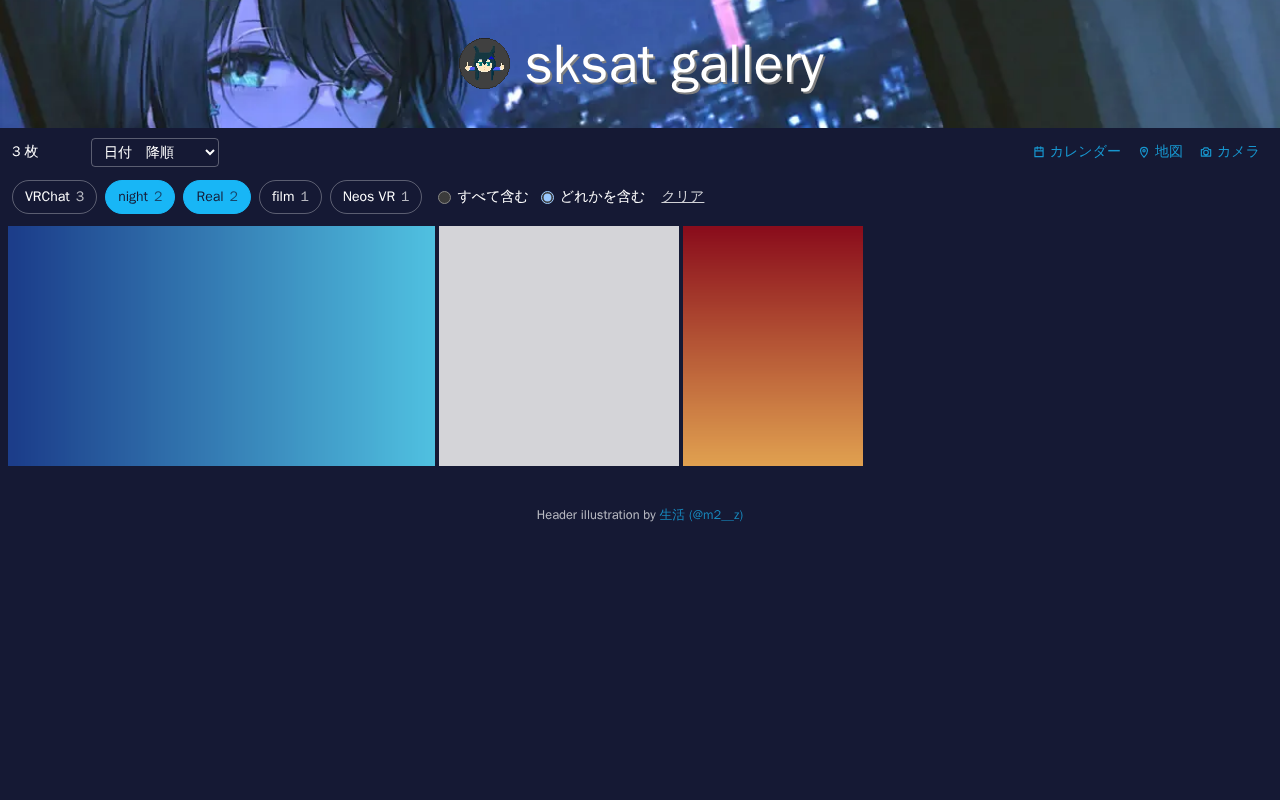 sksat gallery
3 枚 日付 降順 カレンダー 地図 カメラ
VRChat 3 night 2 Real 2 film 1 Neos VR 1 すべて含む どれかを含む クリア
Header illustration by 生活 (@m2__z)